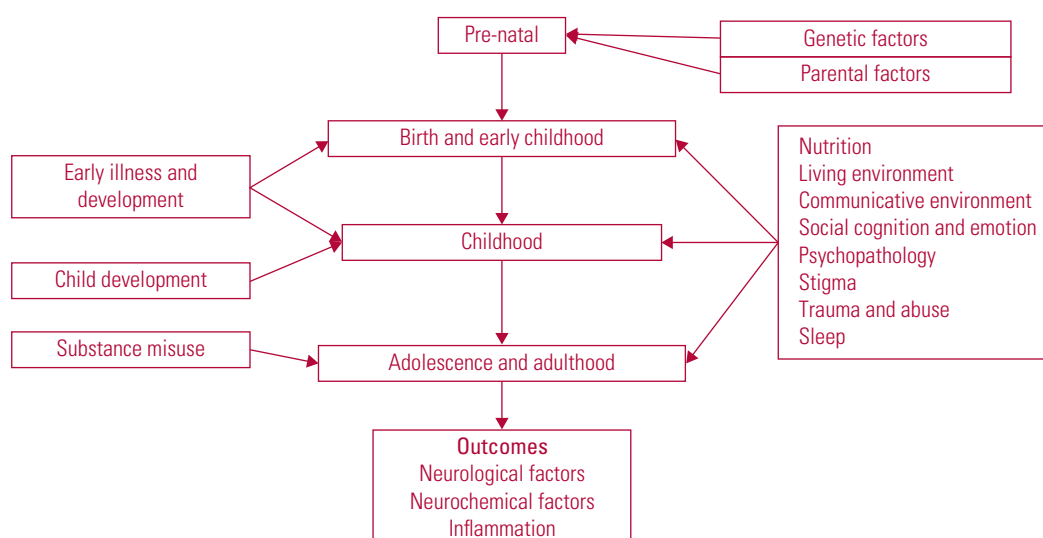 Pre-natal
Genetic factors
Parental factors
Birth and early childhood
Early illness and
development
Nutrition
Living environment
Communicative environment
Social cognition and emotion
Psychopathology
Stigma
Trauma and abuse
Sleep
Childhood
Child development
Substance misuse
Adolescence and adulthood
Outcomes
Neurological factors
Neurochemical factors
Inflammation